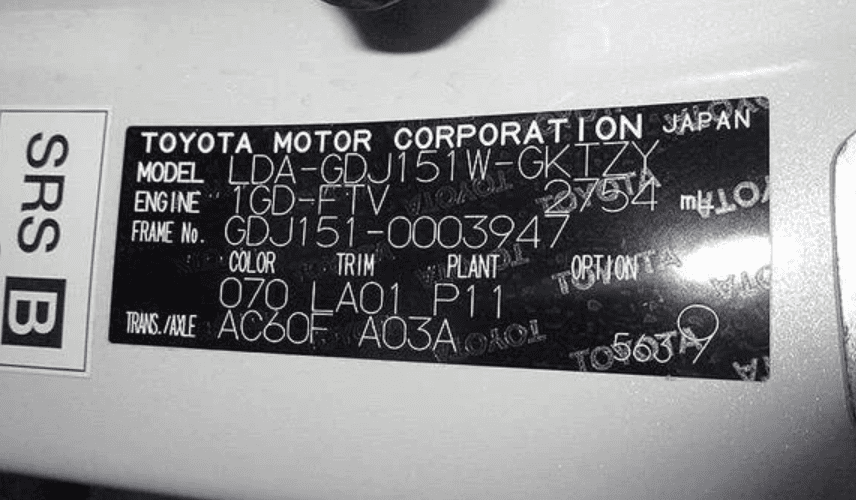 SRS B
TOYOTA MOTOR CORPORATION JAPAN
MODEL LDA-GDJ151W-GKTZY
ENGINE 1GD-FTV 2754 mL
FRAME No. GDJ151-0003947
COLOR TRIM PLANT OPTION
070 LA01 P11
TRANS./AXLE AC60F A03A
5639